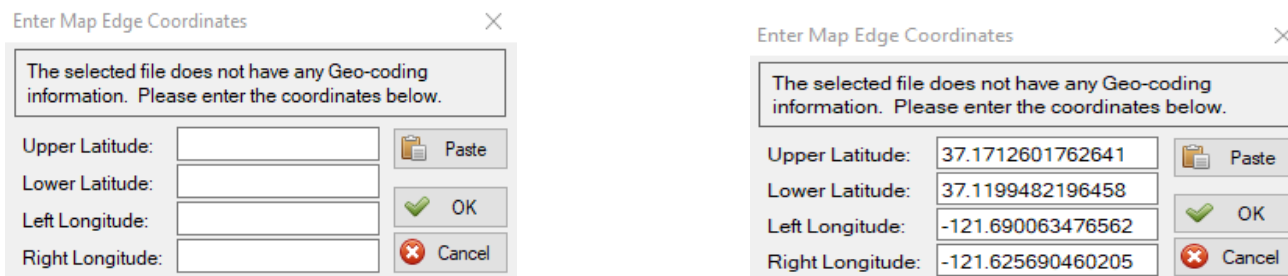 Enter Map Edge Coordinates
The selected file does not have any Geo-coding
information.  Please enter the coordinates below.
Upper Latitude:
Paste
Lower Latitude:
Left Longitude:
OK
Right Longitude:
Cancel
Enter Map Edge Coordinates
The selected file does not have any Geo-coding
information.  Please enter the coordinates below.
Upper Latitude: 37.1712601762641
Paste
Lower Latitude: 37.1199482196458
Left Longitude: -121.690063476562
OK
Right Longitude: -121.625690460205
Cancel